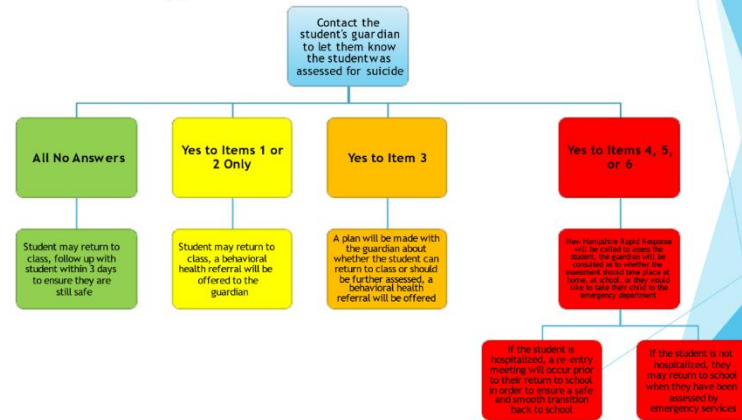 Contact the
student's guardian
to let them know
the student was
assessed for suicide
All No Answers
Yes to Items 1 or
2 Only
Yes to Item 3
Yes to Items 4, 5,
or 6
Student may return to
class, follow up with
student within 3 days
to ensure they are
still safe
Student may return to
class, a behavioral
health referral will be
offered to the
guardian
A plan will be made with
the guardian about
whether the student can
return to class or should
be further assessed, a
behavioral health
referral will be offered
New Hampshire Rapid Response
will be called to assess the
student, the guardian will be
consulted as to whether the
assessment should take place at
home, at school, or they would
like to take their child to the
emergency department
If the student is
hospitalized, a re-entry
meeting will occur prior
to their return to school
in order to ensure a safe
and smooth transition
back to school
If the student is not
hospitalized, they
may return to school
when they have been
assessed by
emergency services